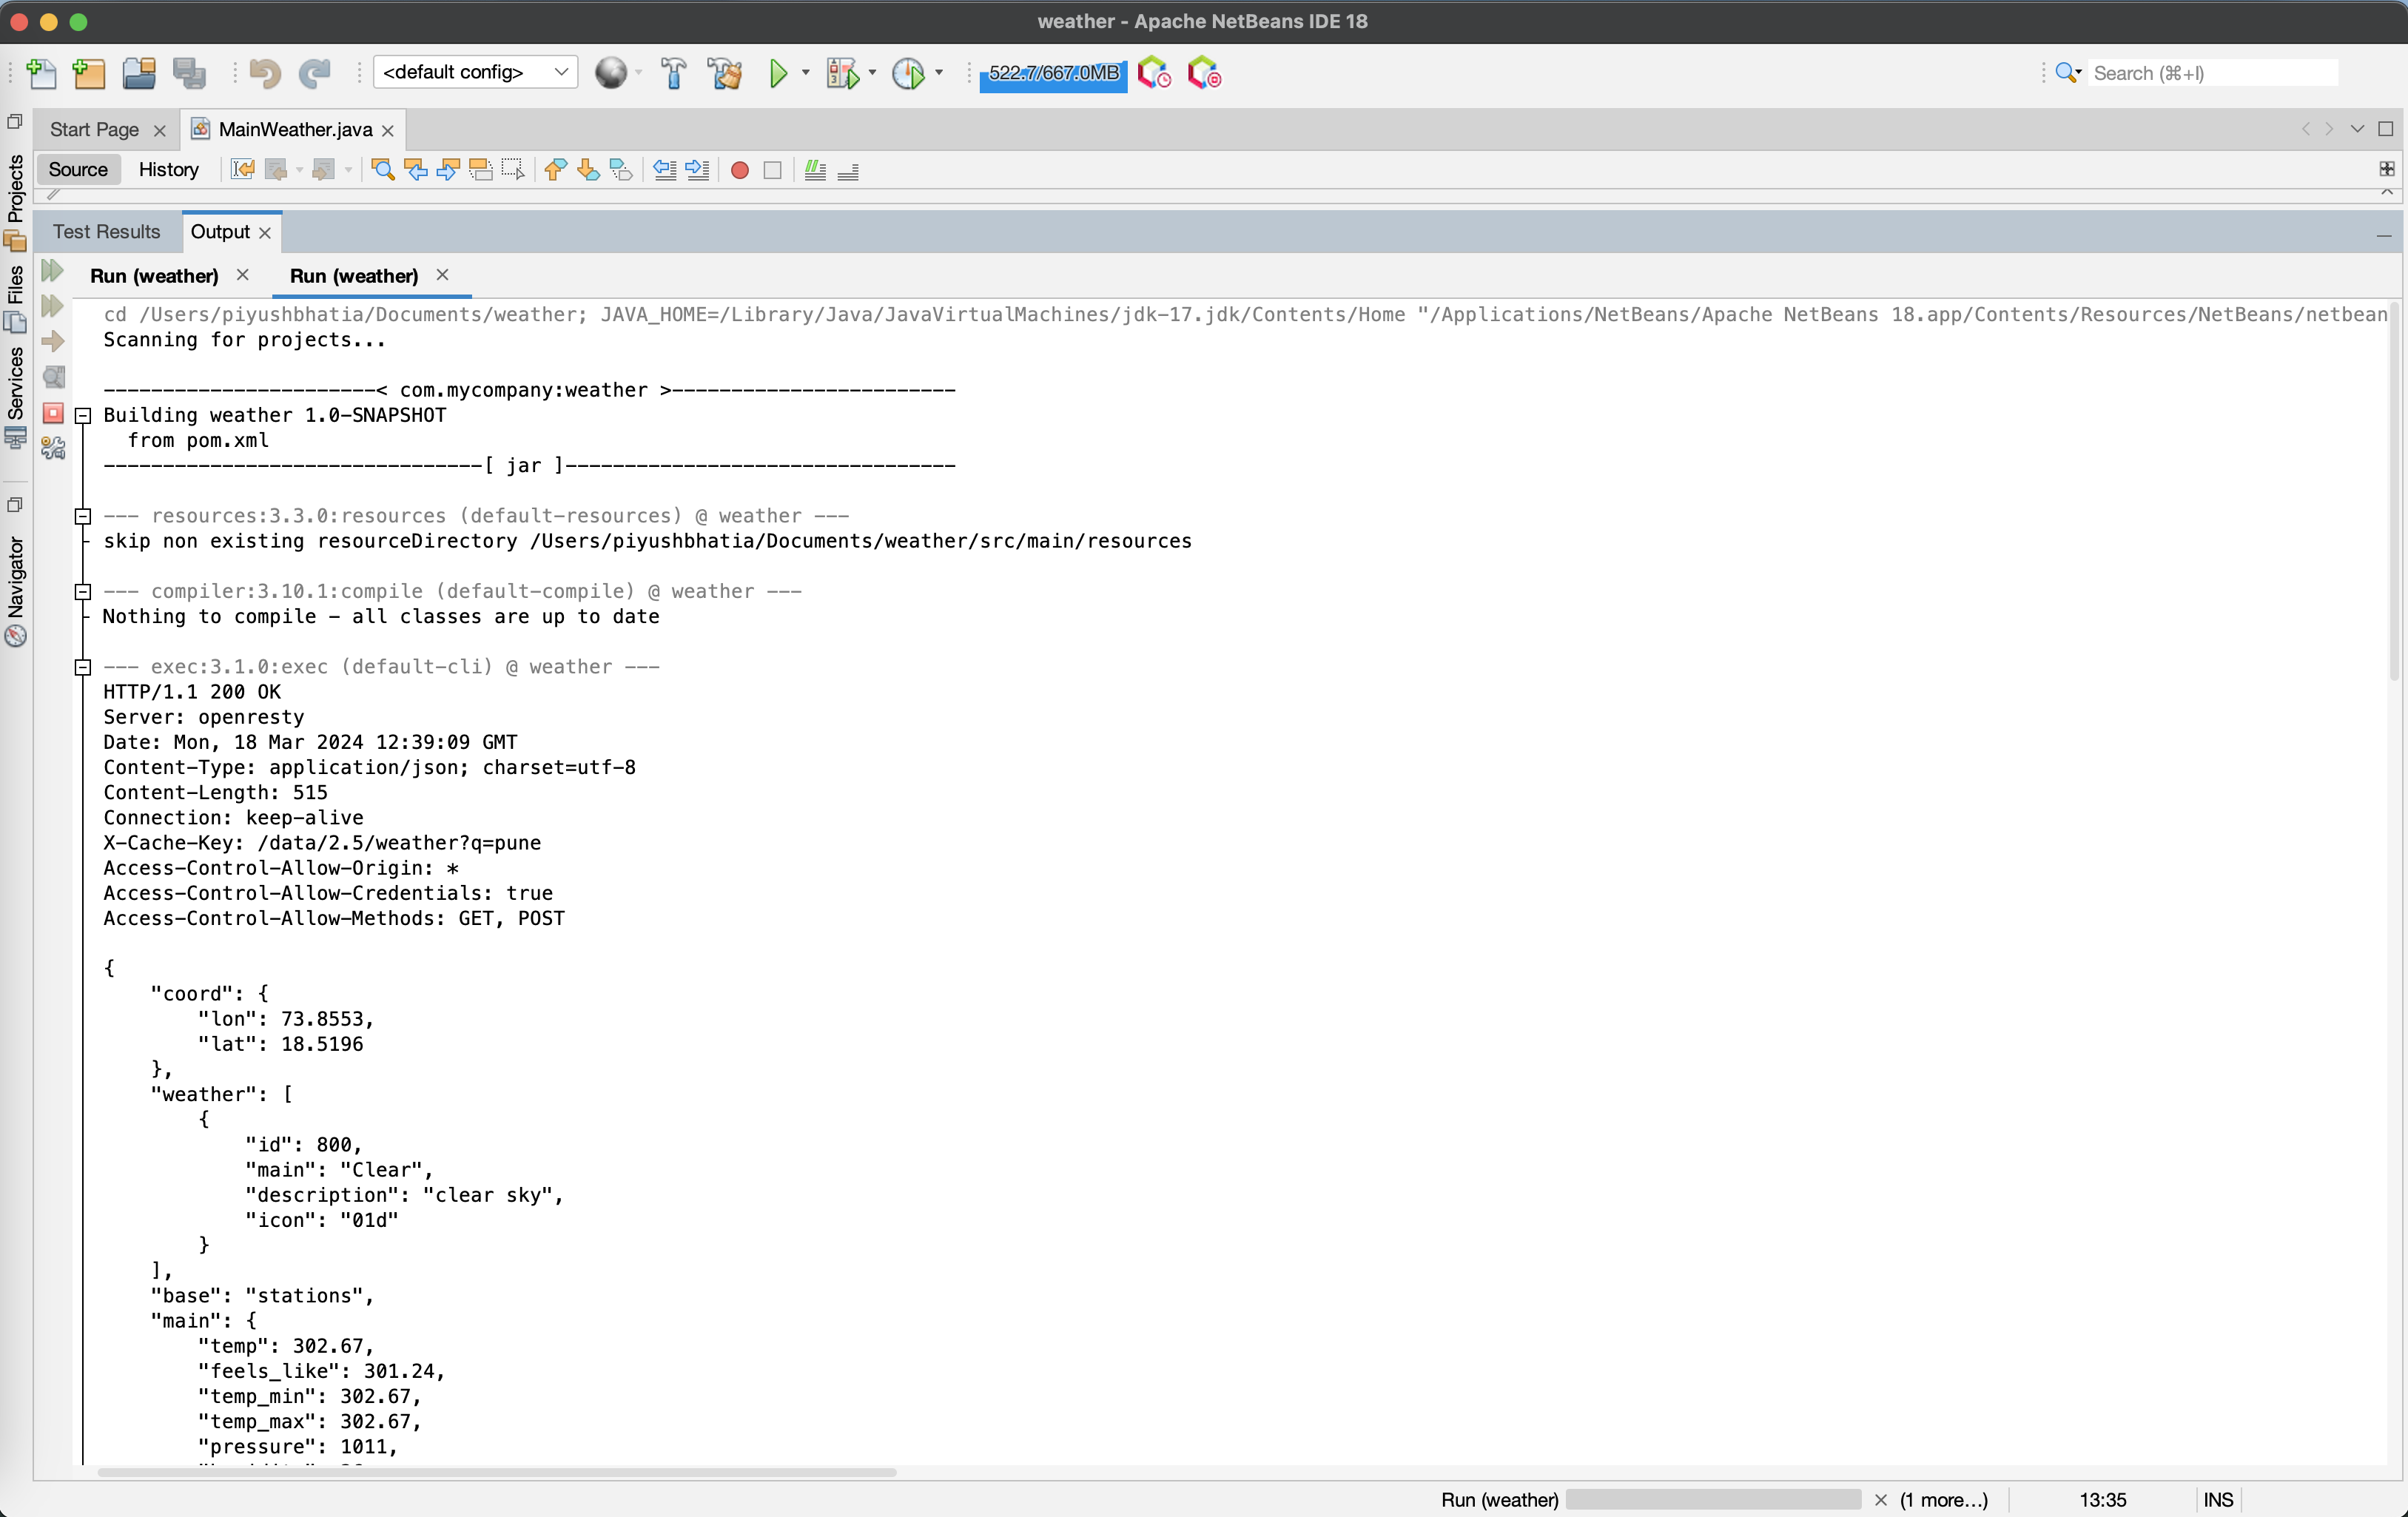 weather - Apache NetBeans IDE 18
<default config>
522.7/667.0MB
Search (⌘+I)
Start Page
MainWeather.java
Source
History
Projects
Files
Services
Navigator
Test Results
Output
Run (weather)
Run (weather)
cd /Users/piyushbhatia/Documents/weather; JAVA_HOME=/Library/Java/JavaVirtualMachines/jdk-17.jdk/Contents/Home "/Applications/NetBeans/Apache NetBeans 18.app/Contents/Resources/NetBeans/netbean
Scanning for projects...
-----------------------< com.mycompany:weather >------------------------
Building weather 1.0-SNAPSHOT
  from pom.xml
--------------------------------[ jar ]---------------------------------
--- resources:3.3.0:resources (default-resources) @ weather ---
skip non existing resourceDirectory /Users/piyushbhatia/Documents/weather/src/main/resources
--- compiler:3.10.1:compile (default-compile) @ weather ---
Nothing to compile - all classes are up to date
--- exec:3.1.0:exec (default-cli) @ weather ---
HTTP/1.1 200 OK
Server: openresty
Date: Mon, 18 Mar 2024 12:39:09 GMT
Content-Type: application/json; charset=utf-8
Content-Length: 515
Connection: keep-alive
X-Cache-Key: /data/2.5/weather?q=pune
Access-Control-Allow-Origin: *
Access-Control-Allow-Credentials: true
Access-Control-Allow-Methods: GET, POST
{
    "coord": {
        "lon": 73.8553,
        "lat": 18.5196
    },
    "weather": [
        {
            "id": 800,
            "main": "Clear",
            "description": "clear sky",
            "icon": "01d"
        }
    ],
    "base": "stations",
    "main": {
        "temp": 302.67,
        "feels_like": 301.24,
        "temp_min": 302.67,
        "temp_max": 302.67,
        "pressure": 1011,
Run (weather)
(1 more...)
13:35
INS